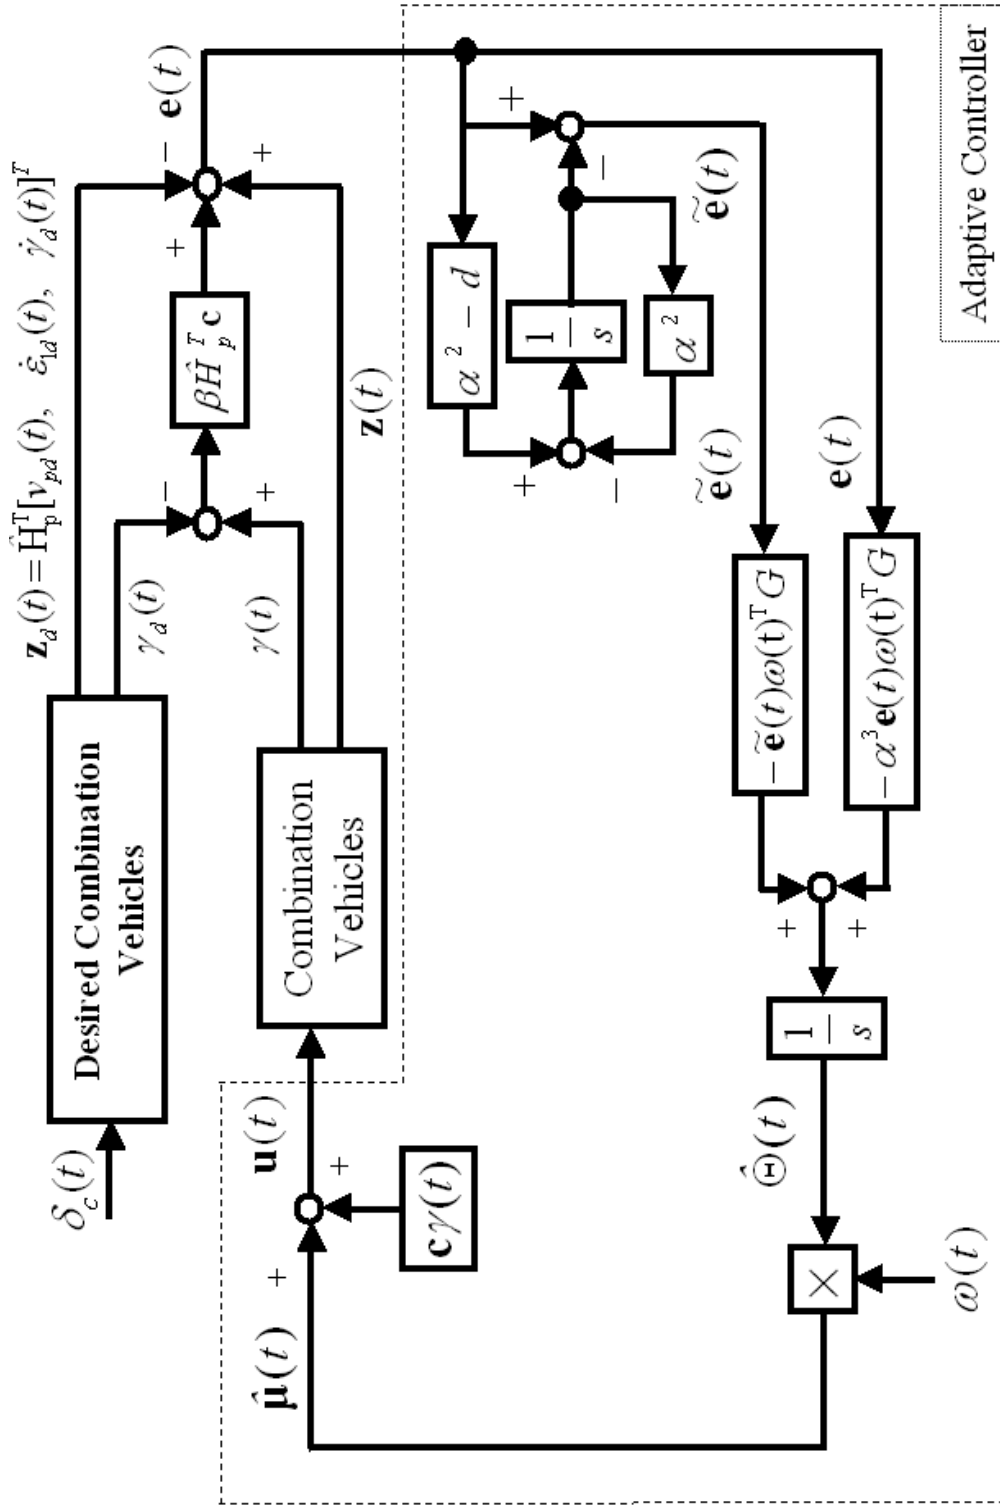 z_d(t) = Ĥ_p^T[v_pd(t), ε̇_1d(t), γ̇_d(t)]^T
δ_c(t)
Desired Combination
Vehicles
γ_d(t)
−
βĤ_p^T c
+
−
e(t)
+
+
γ(t)
z(t)
μ̂(t)
+
u(t)
+
cγ(t)
Combination
Vehicles
α² − d
+
+
−
1
s
−
α²
ẽ(t)
ẽ(t)
e(t)
− ẽ(t)ω(t)^T G
− α³ e(t)ω(t)^T G
+
+
1
s
Θ̂(t)
×
ω(t)
Adaptive Controller